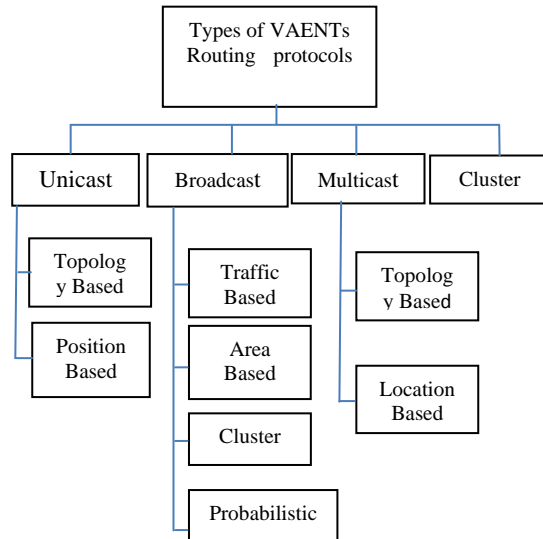 Types of VAENTs
Routing protocols
Unicast
Broadcast
Multicast
Cluster
Topolog
y Based
Position
Based
Traffic
Based
Area
Based
Cluster
Probabilistic
Topolog
y Based
Location
Based